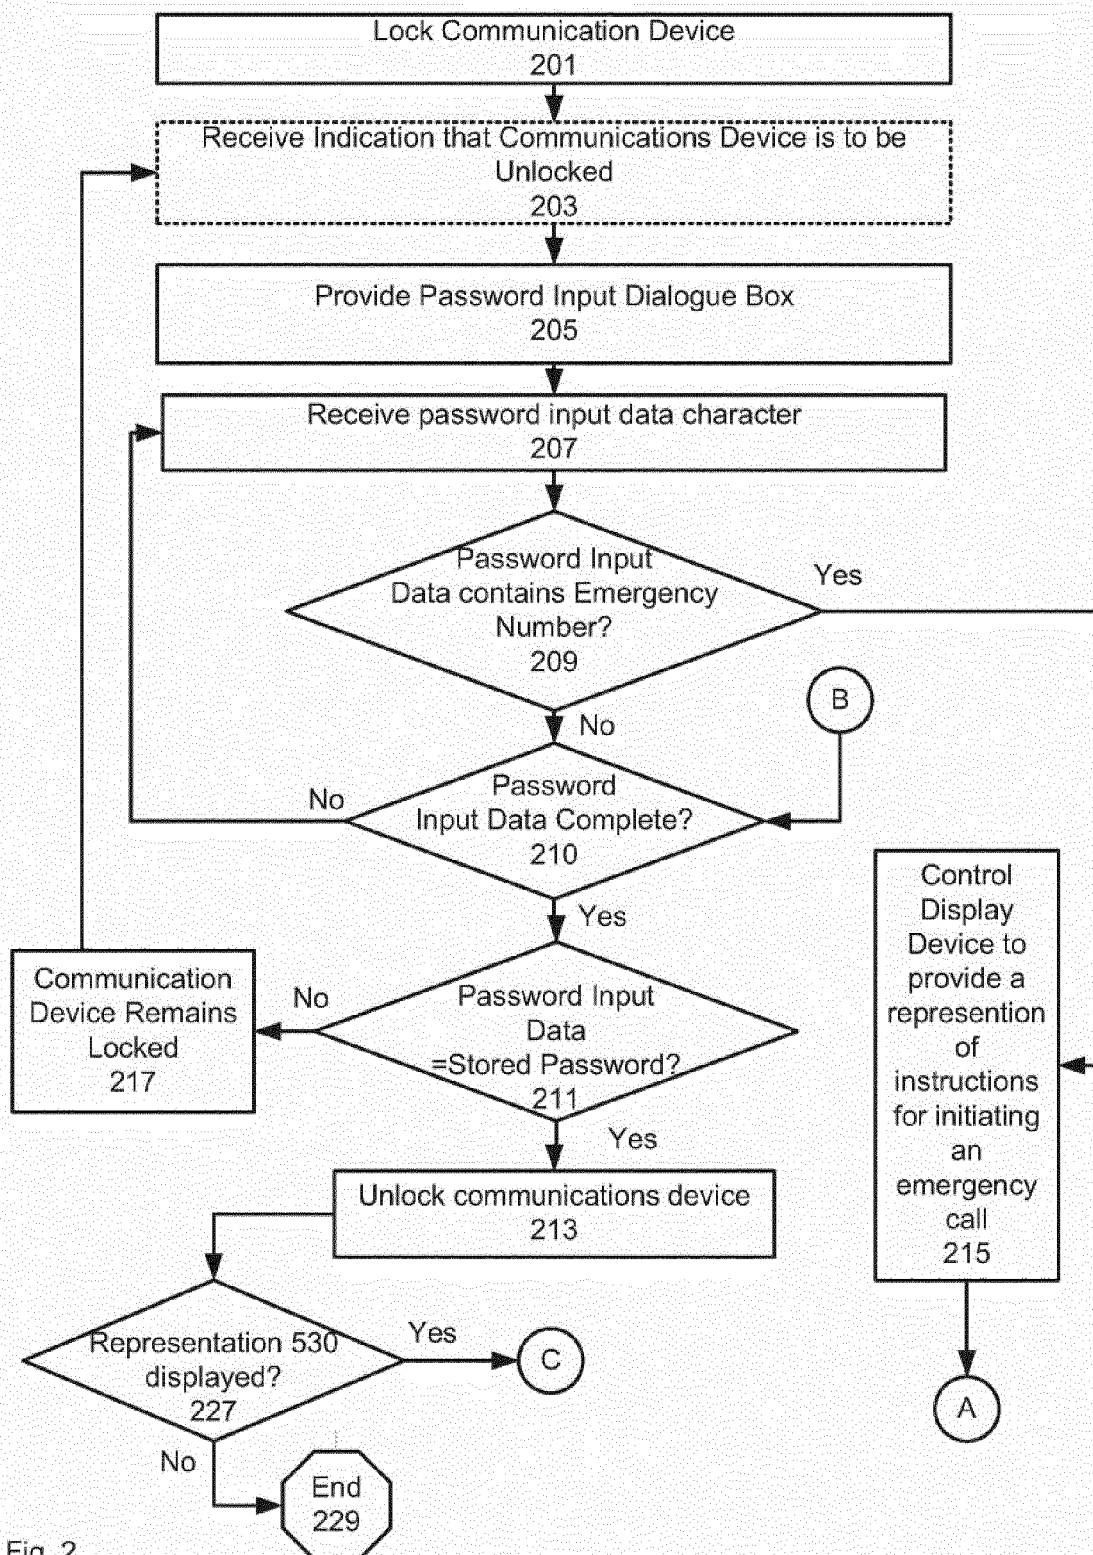 Lock Communication Device
201
Receive Indication that Communications Device is to be
Unlocked
203
Provide Password Input Dialogue Box
205
Receive password input data character
207
Password Input
Data contains Emergency
Number?
209
Yes
B
No
Password
Input Data Complete?
210
No
Yes
Control
Display
Device to
provide a
represention
of
instructions
for initiating
an
emergency
call
215
Communication
Device Remains
Locked
217
No
Password Input
Data
=Stored Password?
211
Yes
Unlock communications device
213
Representation 530
displayed?
227
Yes
C
A
No
End
229
Fig. 2